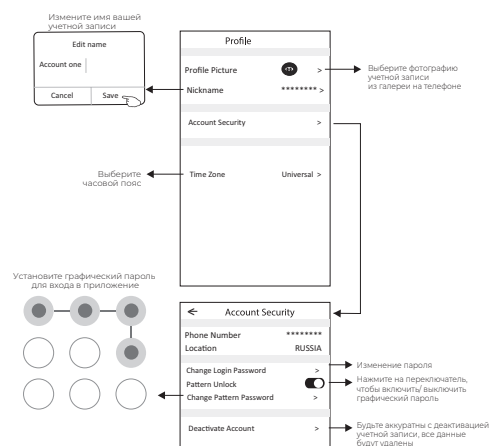 Измените имя вашей
учетной записи
Edit name
Account one
Cancel Save
Profile
Profile Picture <T> >
Nickname ******** >
Account Security >
Time Zone Universal >
Выберите фотографию
учетной записи
из галереи на телефоне
Выберите
часовой пояс
Установите графический пароль
для входа в приложение
Account Security
Phone Number ********
Location RUSSIA
Change Login Password >
Pattern Unlock
Change Pattern Password >
Deactivate Account >
Изменение пароля
Нажмите на переключатель,
чтобы включить/ выключить
графический пароль
Будьте аккуратны с деактивацией
учетной записи, все данные
будут удалены